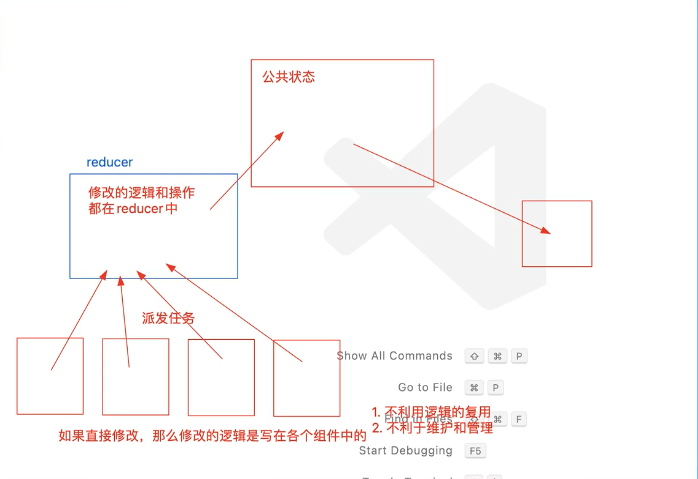 公共状态
reducer
修改的逻辑和操作
都在reducer中
派发任务
Show All Commands ⇧ ⌘ P
Go to File ⌘ P
1. 不利用逻辑的复用
Find in Files ⇧ ⌘ F
2. 不利于维护和管理
如果直接修改，那么修改的逻辑是写在各个组件中的
Start Debugging F5